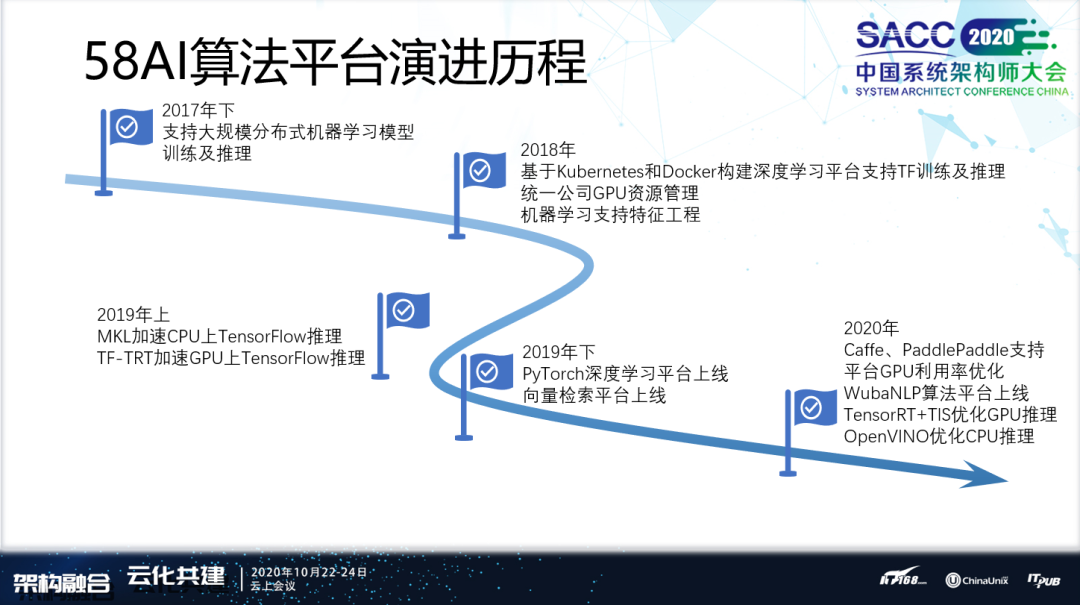 58AI算法平台演进历程
SACC 2020
中国系统架构师大会
SYSTEM ARCHITECT CONFERENCE CHINA
2017年下
支持大规模分布式机器学习模型
训练及推理
2018年
基于Kubernetes和Docker构建深度学习平台支持TF训练及推理
统一公司GPU资源管理
机器学习支持特征工程
2019年上
MKL加速CPU上TensorFlow推理
TF-TRT加速GPU上TensorFlow推理
2019年下
PyTorch深度学习平台上线
向量检索平台上线
2020年
Caffe、PaddlePaddle支持
平台GPU利用率优化
WubaNLP算法平台上线
TensorRT+TIS优化GPU推理
OpenVINO优化CPU推理
架构融合 云化共建
2020年10月22-24日
云上会议
IT168.com ChinaUnix ITPUB